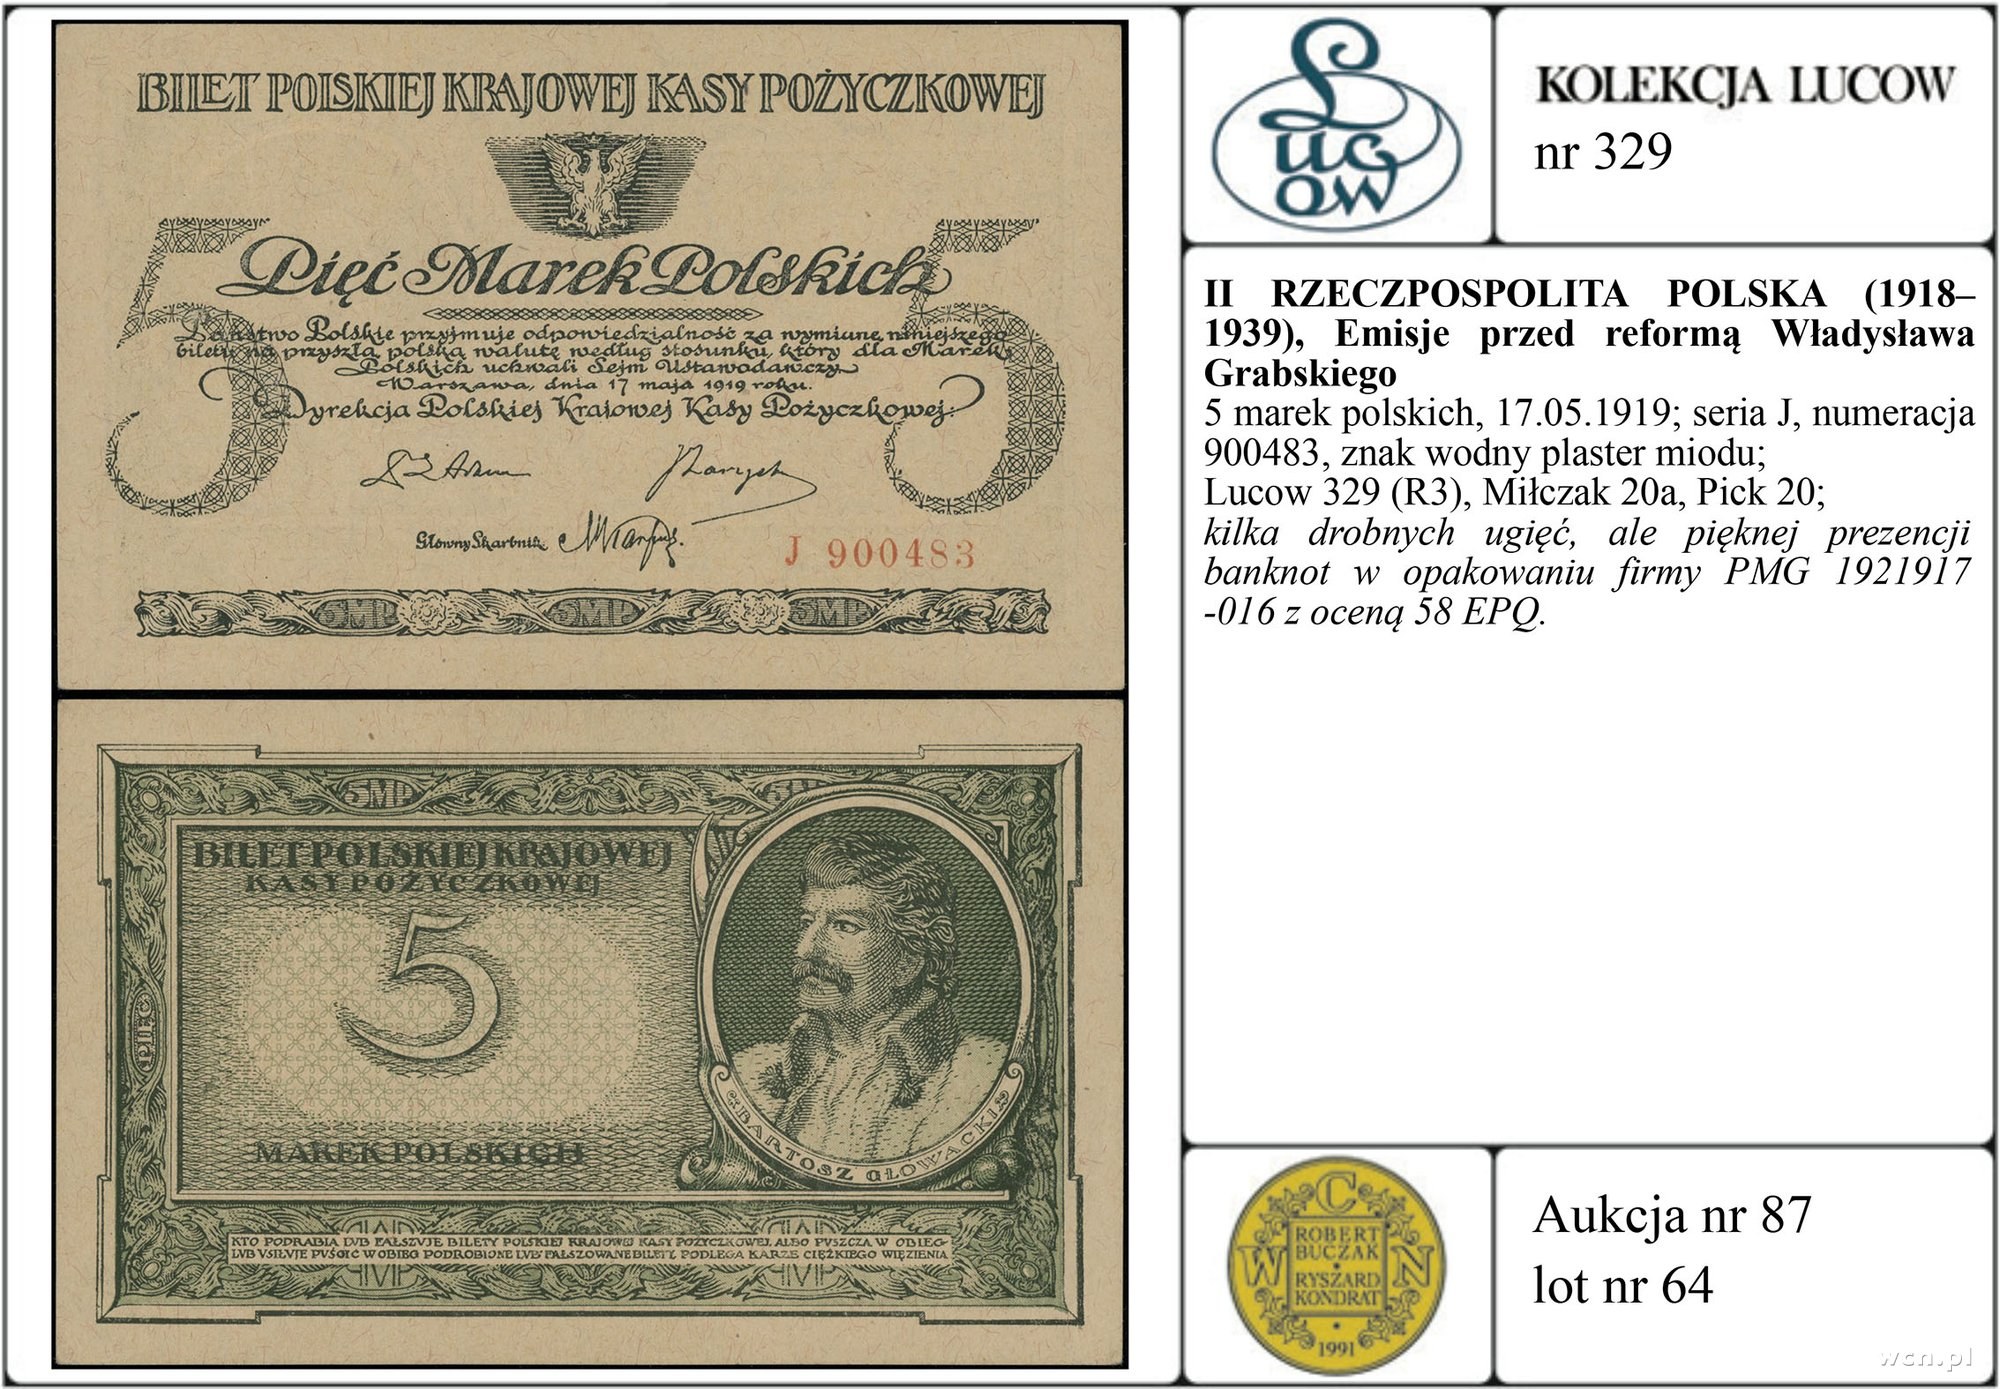 BILET POLSKIEJ KRAJOWEJ KASY POŻYCZKOWEJ
5 5
Pięć Marek Polskich
Państwo Polskie przyjmuje odpowiedzialność za wymianę niniejszego
biletu na przyszłą polską walutę według stosunku, który dla Marek
Polskich uchwali Sejm Ustawodawczy
Warszawa, dnia 17 maja 1919 roku.
Dyrekcja Polskiej Krajowej Kasy Pożyczkowej:
Główny Skarbnik
J 900483
5MP 5MP 5MP
5MP
BILET POLSKIEJ KRAJOWEJ
KASY POŻYCZKOWEJ
5
PIĘĆ
MAREK POLSKICH
BARTOSZ GŁOWACKI
KTO PODRABIA LUB FAŁSZUJE BILETY POLSKIEJ KRAJOWEJ KASY POŻYCZKOWEJ ALBO PUSZCZA W OBIEG
LUB USIŁUJE PUŚCIĆ W OBIEG PODROBIONE LUB FAŁSZOWANE BILETY, PODLEGA KARZE CIĘŻKIEGO WIĘZIENIA
Lucow
KOLEKCJA LUCOW
nr 329
II RZECZPOSPOLITA POLSKA (1918–
1939), Emisje przed reformą Władysława
Grabskiego
5 marek polskich, 17.05.1919; seria J, numeracja
900483, znak wodny plaster miodu;
Lucow 329 (R3), Miłczak 20a, Pick 20;
kilka drobnych ugięć, ale pięknej prezencji
banknot w opakowaniu firmy PMG 1921917
-016 z oceną 58 EPQ.
W C N
ROBERT
BUCZAK
RYSZARD
KONDRAT
1991
Aukcja nr 87
lot nr 64
wcn.pl